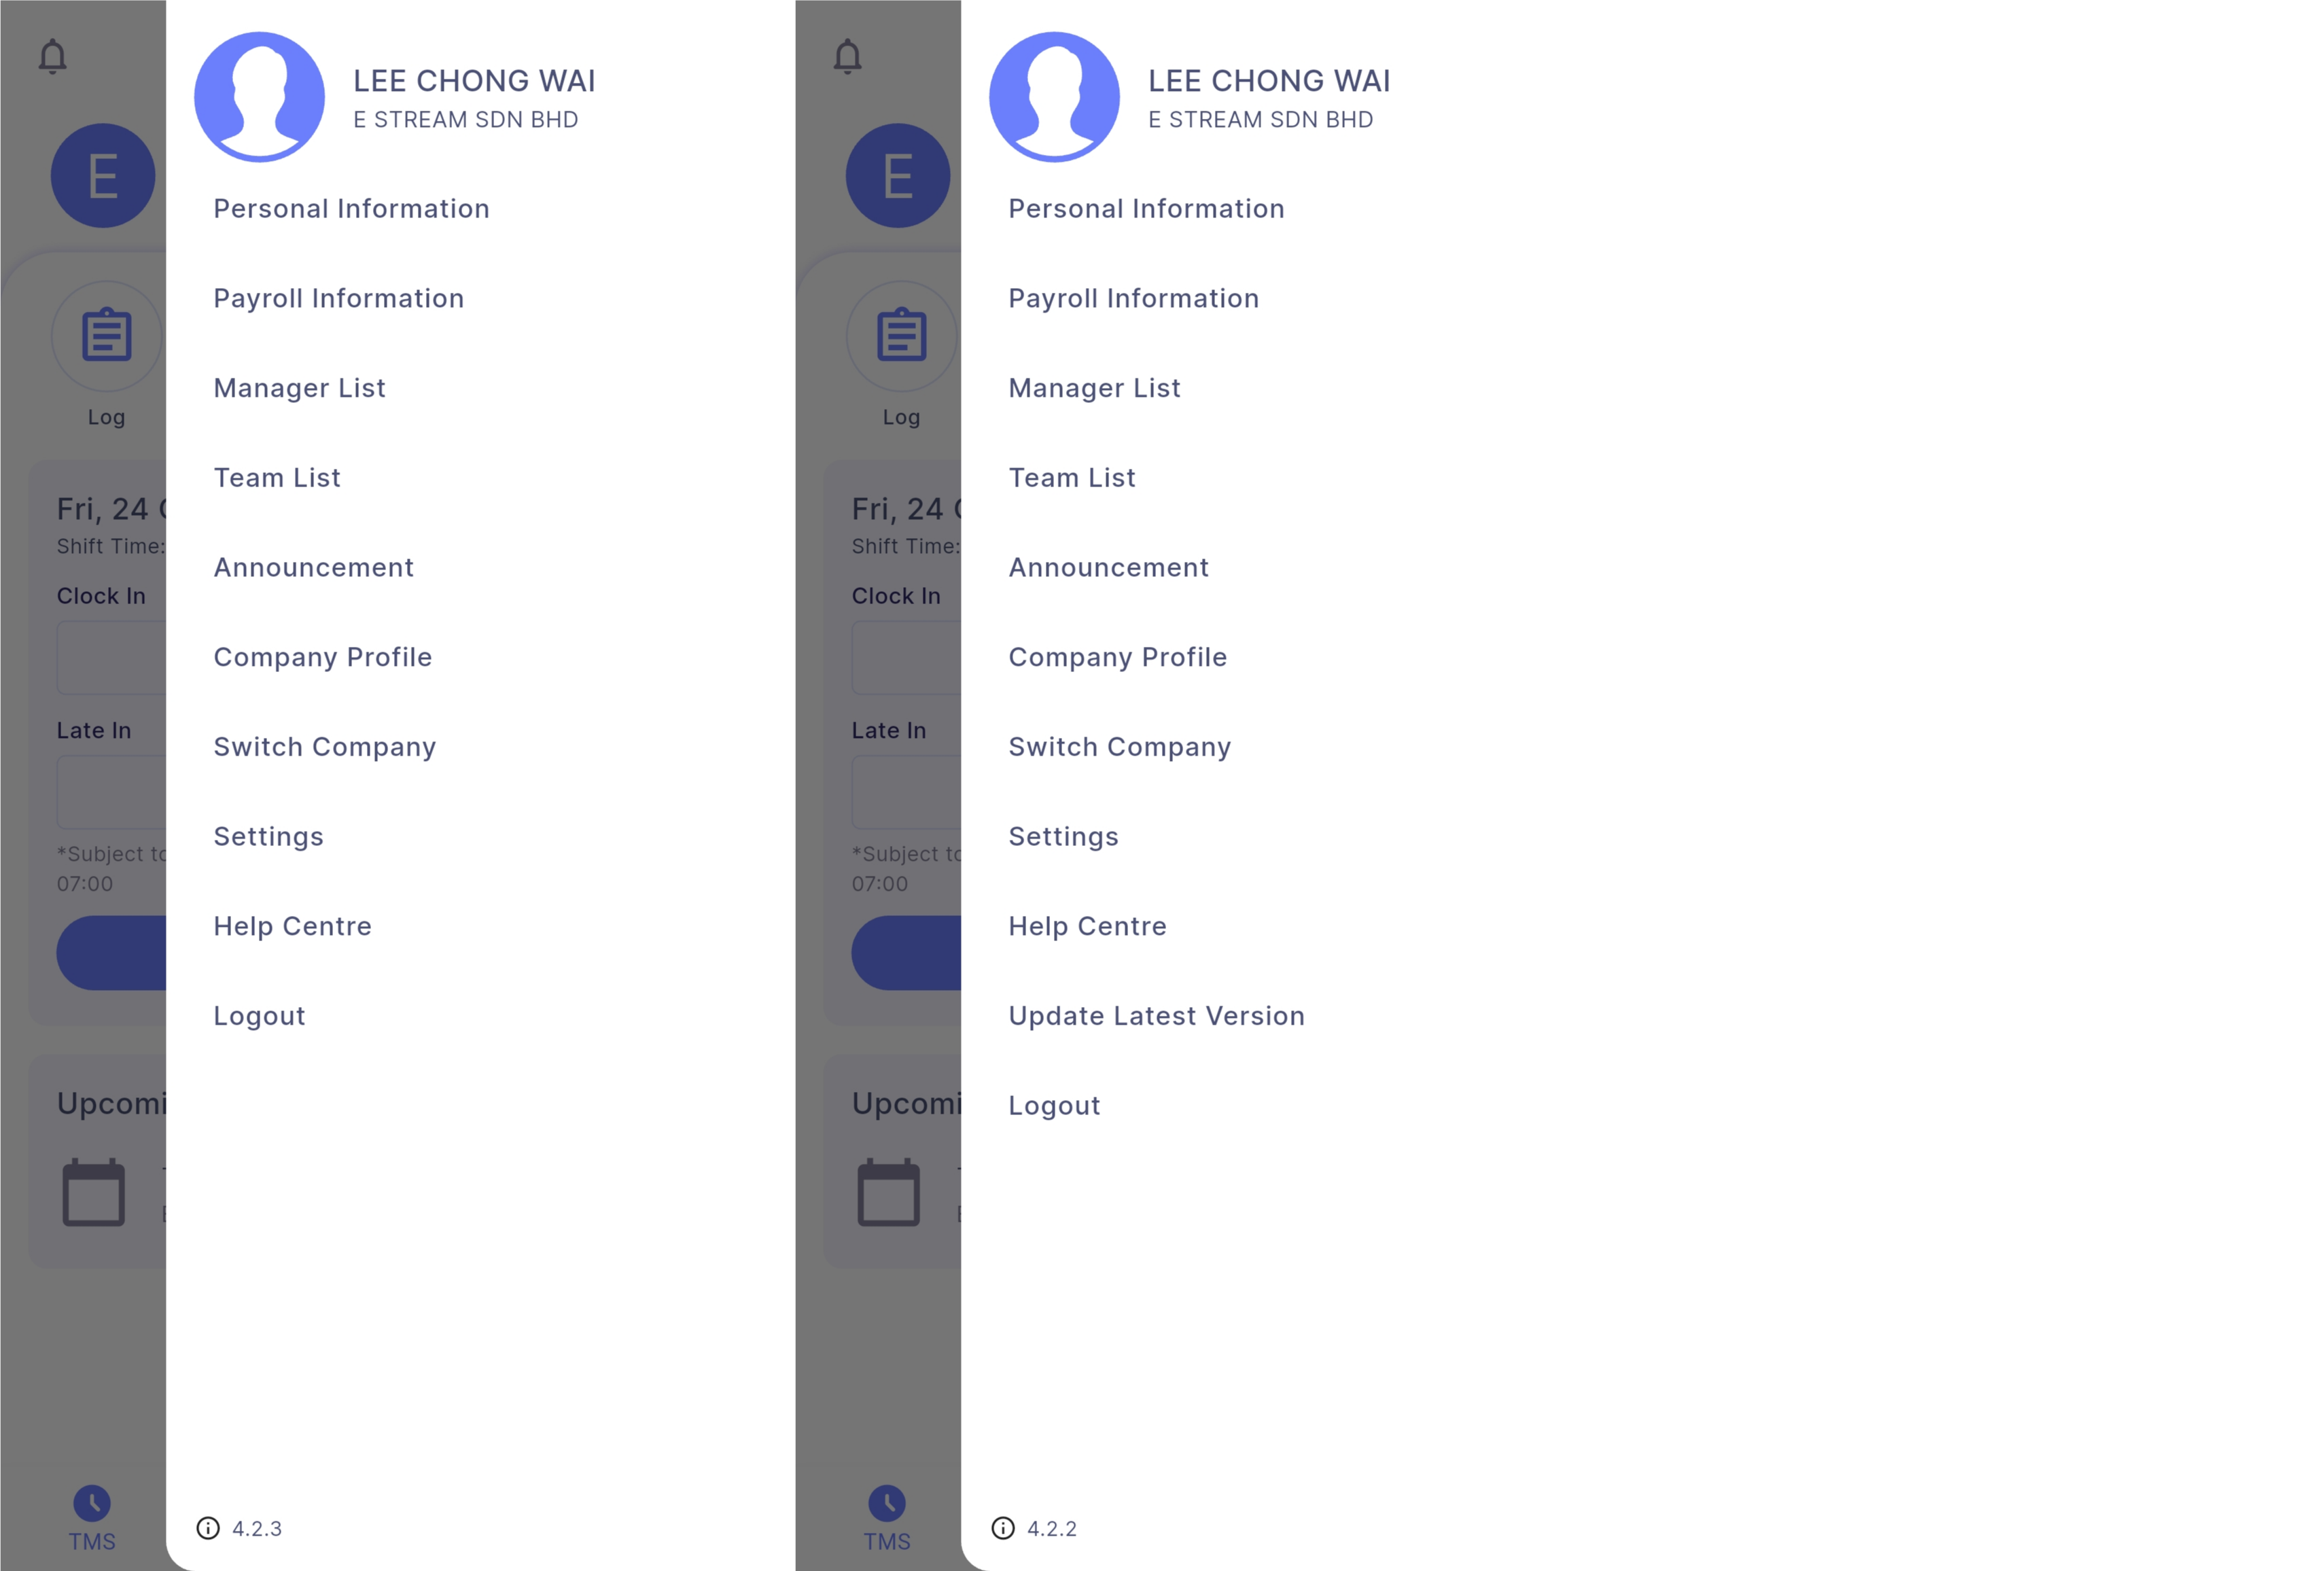 E
Log
Fri, 24
Shift Time:
Clock In
Late In
*Subject to
07:00
Upcomi
TMS
LEE CHONG WAI
E STREAM SDN BHD
Personal Information
Payroll Information
Manager List
Team List
Announcement
Company Profile
Switch Company
Settings
Help Centre
Logout
4.2.3
E
Log
Fri, 24
Shift Time:
Clock In
Late In
*Subject to
07:00
Upcomi
TMS
LEE CHONG WAI
E STREAM SDN BHD
Personal Information
Payroll Information
Manager List
Team List
Announcement
Company Profile
Switch Company
Settings
Help Centre
Update Latest Version
Logout
4.2.2